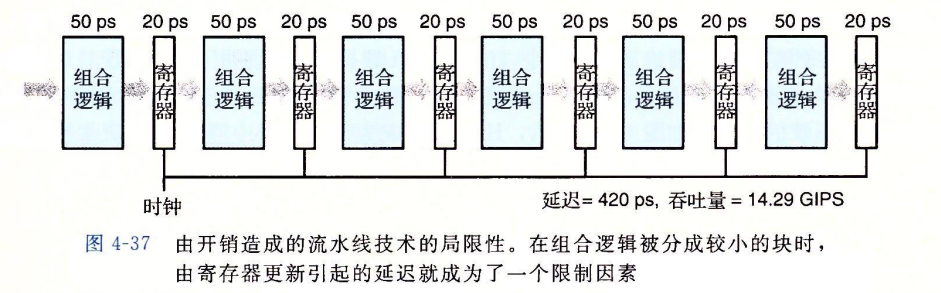 50 ps 20 ps 50 ps 20 ps 50 ps 20 ps 50 ps 20 ps 50 ps 20 ps 50 ps 20 ps
组合逻辑 寄存器 组合逻辑 寄存器 组合逻辑 寄存器 组合逻辑 寄存器 组合逻辑 寄存器 组合逻辑 寄存器
时钟
延迟= 420 ps, 吞吐量 = 14.29 GIPS
图 4-37 由开销造成的流水线技术的局限性。在组合逻辑被分成较小的块时，
由寄存器更新引起的延迟就成为了一个限制因素